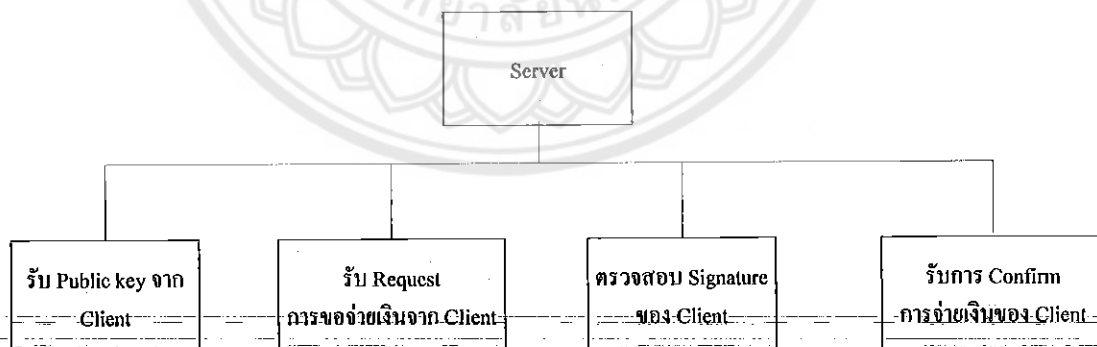 Server
รับ Public key จาก
Client
รับ Request
การขอจ่ายเงินจาก Client
ตรวจสอบ Signature
ของ Client
รับการ Confirm
การจ่ายเงินของ Client